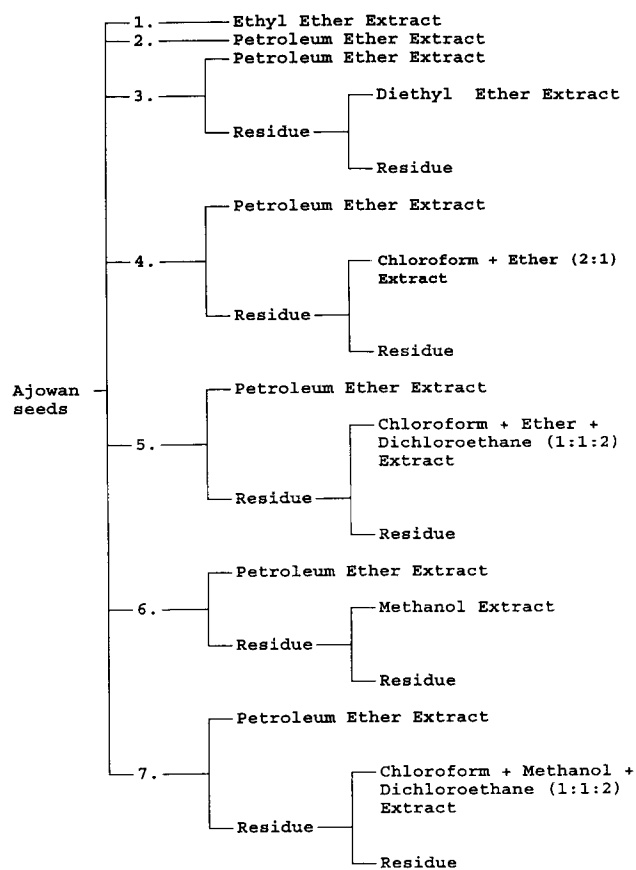 1. Ethyl Ether Extract
2. Petroleum Ether Extract
Petroleum Ether Extract
3.
Diethyl Ether Extract
Residue
Residue
Petroleum Ether Extract
4.
Chloroform + Ether (2:1)
Extract
Residue
Residue
Ajowan
seeds
Petroleum Ether Extract
5.
Chloroform + Ether +
Dichloroethane (1:1:2)
Extract
Residue
Residue
Petroleum Ether Extract
6.
Methanol Extract
Residue
Residue
Petroleum Ether Extract
7.
Chloroform + Methanol +
Dichloroethane (1:1:2)
Extract
Residue
Residue